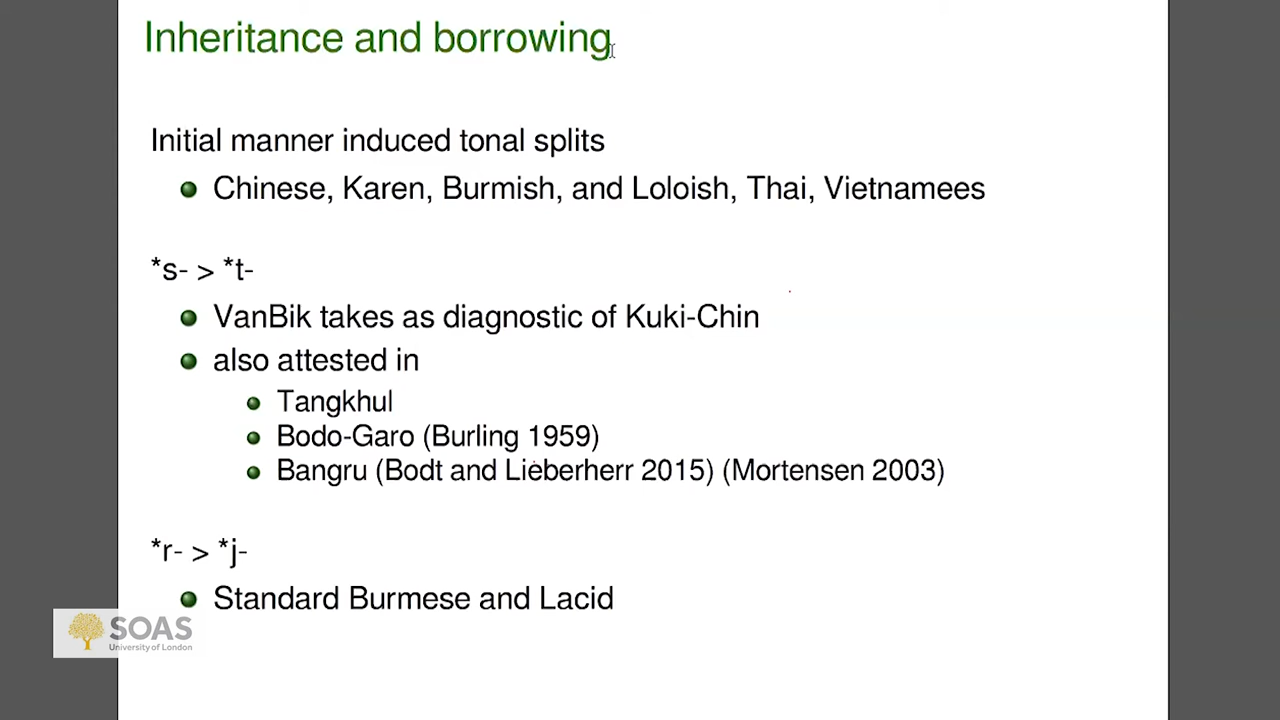 Inheritance and borrowing
Initial manner induced tonal splits
Chinese, Karen, Burmish, and Loloish, Thai, Vietnamees
*s- > *t-
VanBik takes as diagnostic of Kuki-Chin
also attested in
Tangkhul
Bodo-Garo (Burling 1959)
Bangru (Bodt and Lieberherr 2015) (Mortensen 2003)
*r- > *j-
Standard Burmese and Lacid
SOAS
University of London